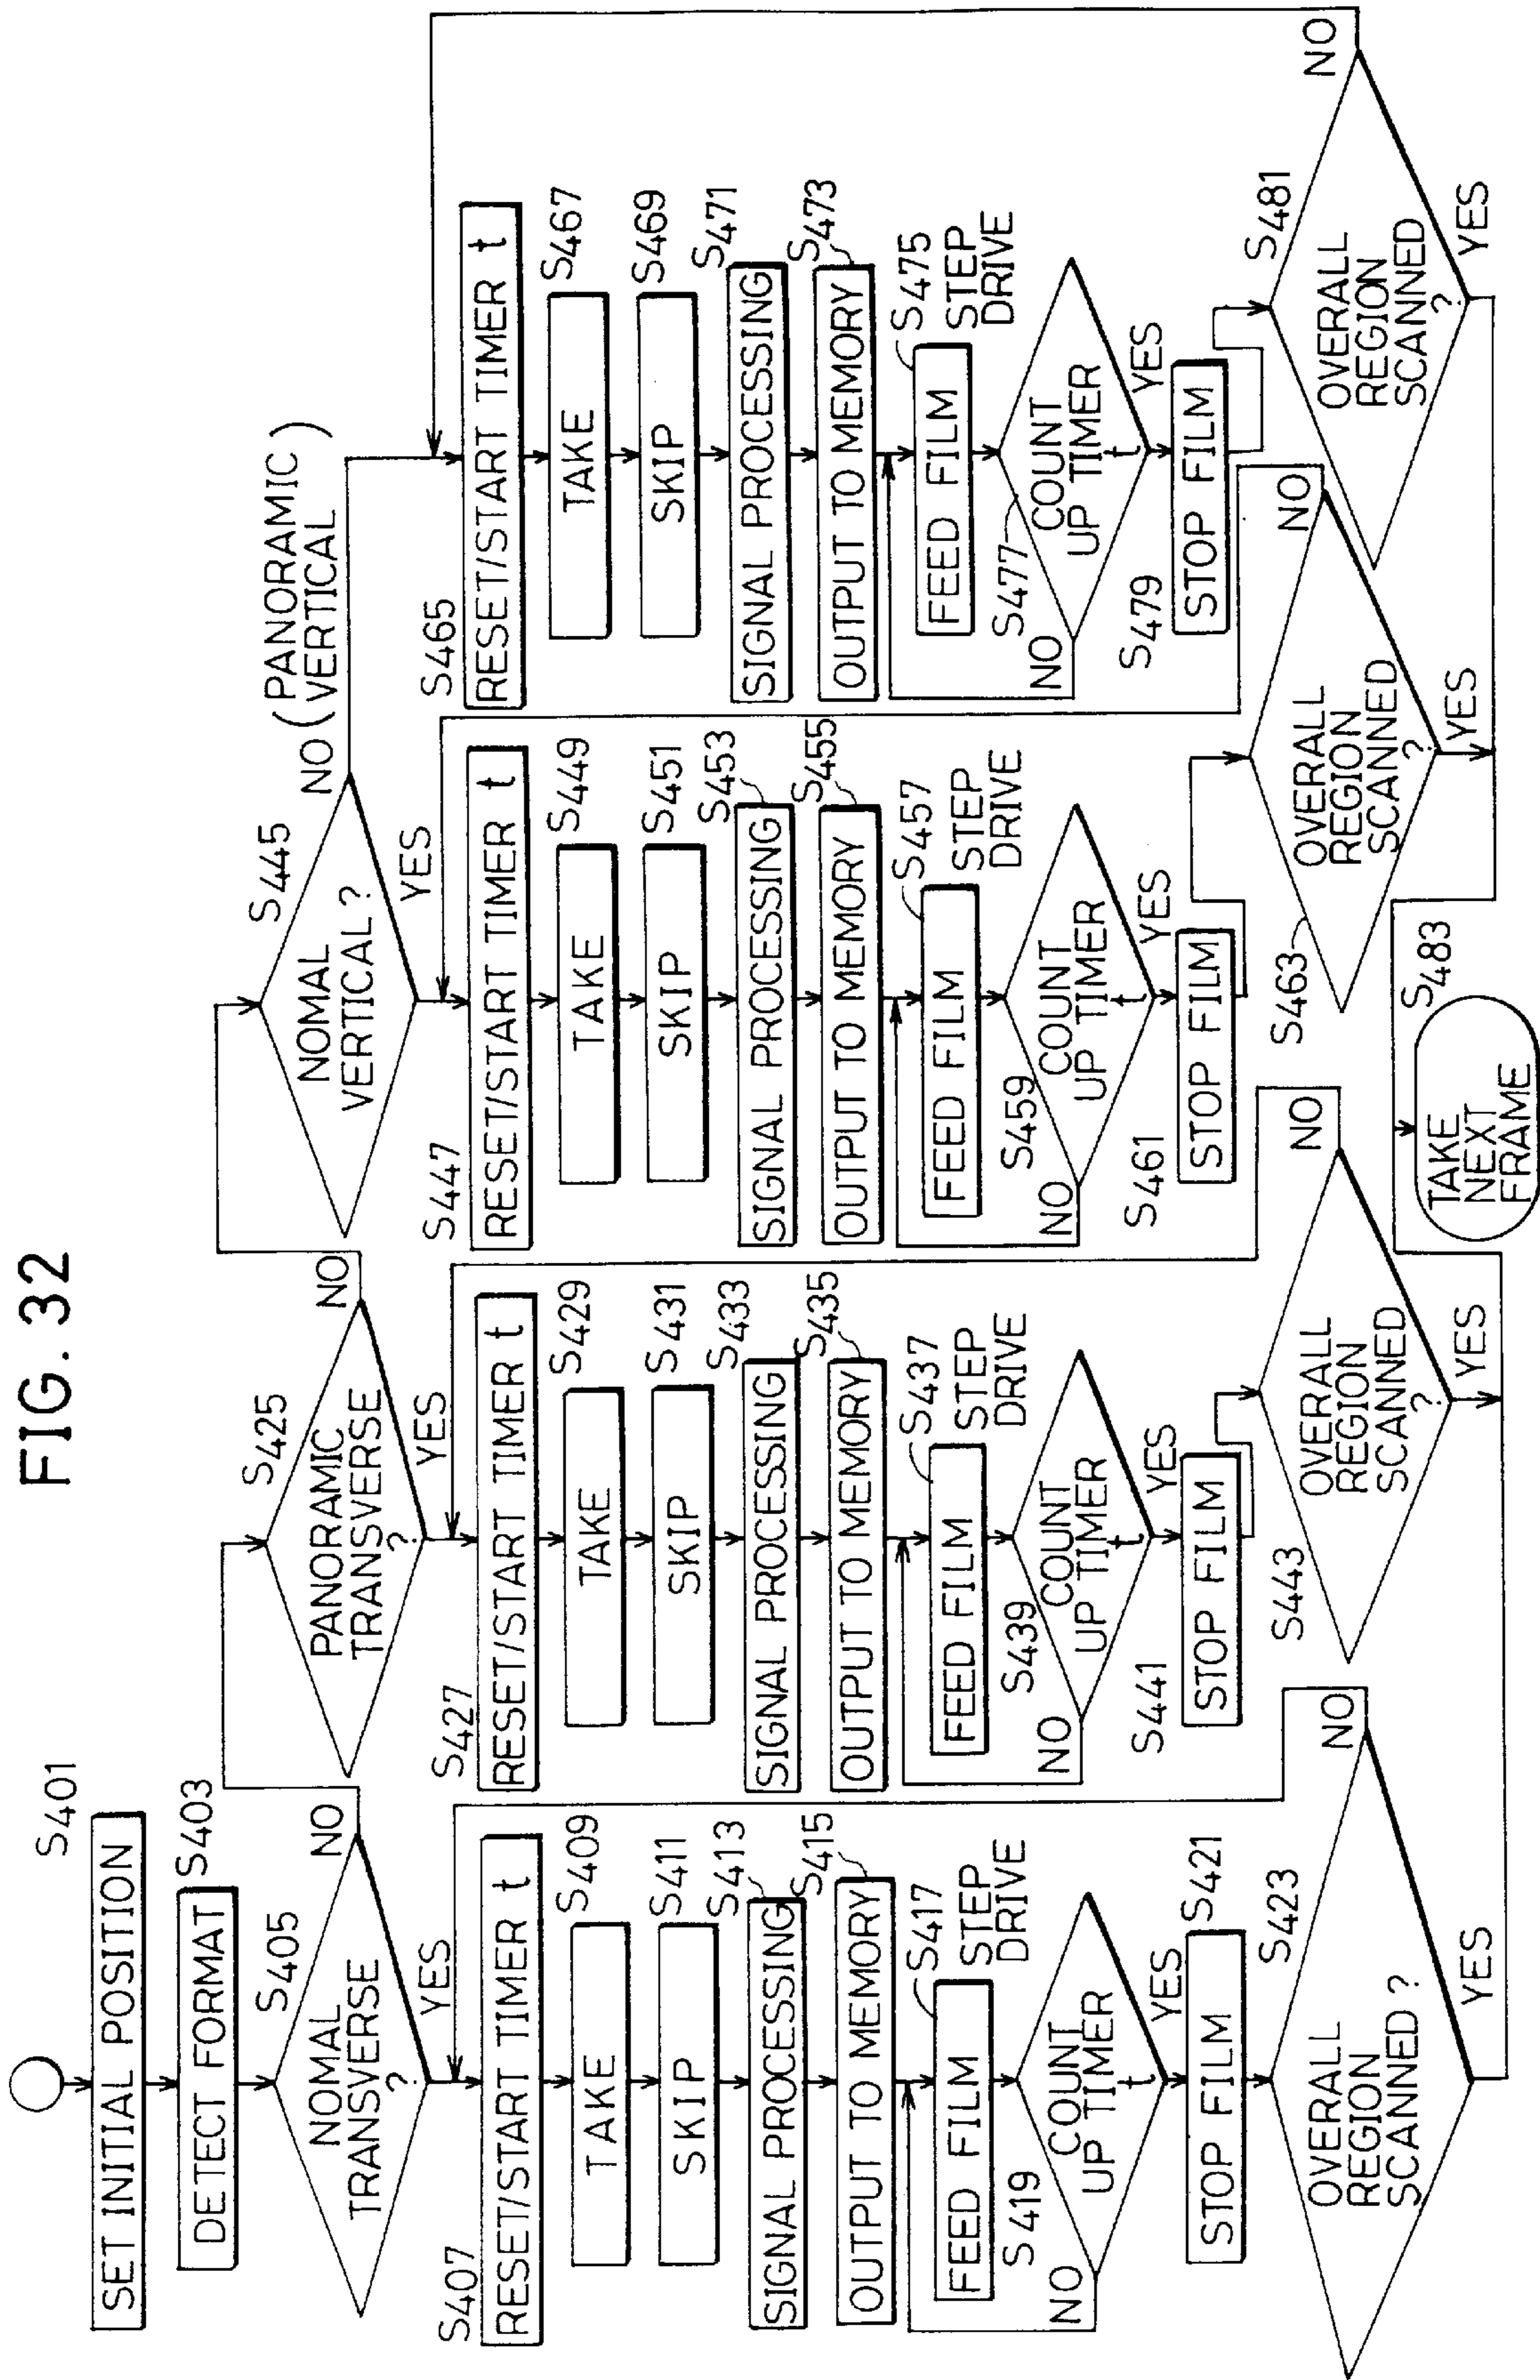 FIG. 32
S401
SET INITIAL POSITION
S403
DETECT FORMAT
S405
NOMAL
TRANSVERSE
?
NO
YES
S407
RESET/START TIMER t
S409
TAKE
S411
SKIP
S413
SIGNAL PROCESSING
S415
OUTPUT TO MEMORY
S417
FEED FILM
STEP
DRIVE
S419
COUNT
UP TIMER
t
NO
YES
S421
STOP FILM
S423
OVERALL
REGION
SCANNED ?
NO
YES
S425
PANORAMIC
TRANSVERSE
?
NO
YES
S427
RESET/START TIMER t
S429
TAKE
S431
SKIP
S433
SIGNAL PROCESSING
S435
OUTPUT TO MEMORY
S437
FEED FILM
STEP
DRIVE
S439
COUNT
UP TIMER
t
NO
YES
S441
STOP FILM
S443
OVERALL
REGION
SCANNED
?
NO
YES
S445
NOMAL
VERTICAL ?
NO (PANORAMIC
VERTICAL)
YES
S447
RESET/START TIMER t
S449
TAKE
S451
SKIP
S453
SIGNAL PROCESSING
S455
OUTPUT TO MEMORY
S457
FEED FILM
STEP
DRIVE
S459
COUNT
UP TIMER
t
NO
YES
S461
STOP FILM
S463
OVERALL
REGION
SCANNED
?
NO
YES
S465
RESET/START TIMER t
S467
TAKE
S469
SKIP
S471
SIGNAL PROCESSING
S473
OUTPUT TO MEMORY
S475
FEED FILM
STEP
DRIVE
S477
COUNT
UP TIMER
t
NO
YES
S479
STOP FILM
S481
OVERALL
REGION
SCANNED
?
NO
YES
S483
TAKE
NEXT
FRAME